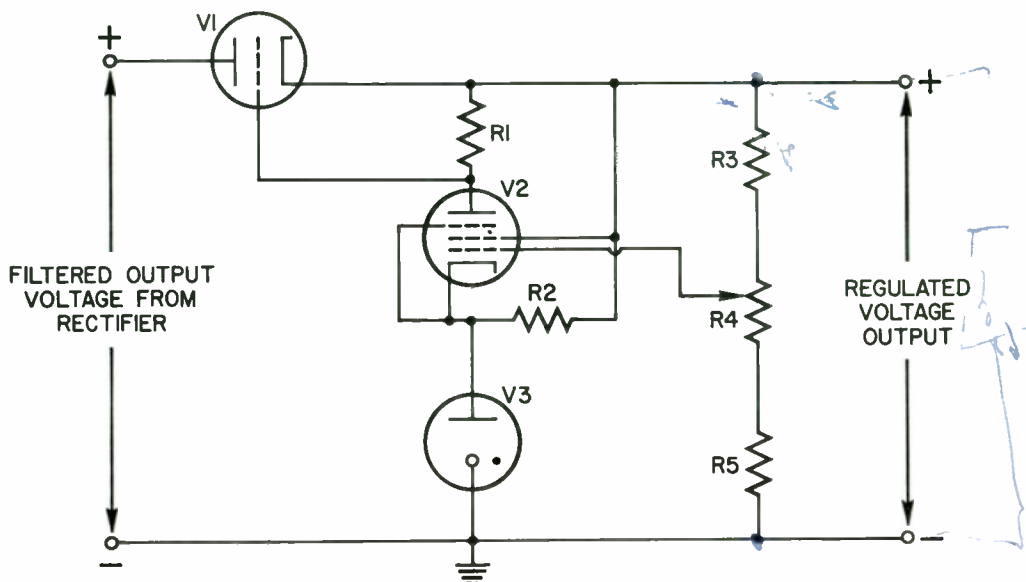 V1
+
+
R1
R3
V2
FILTERED OUTPUT
VOLTAGE FROM
RECTIFIER
R2
R4
REGULATED
VOLTAGE
OUTPUT
V3
R5
–
–